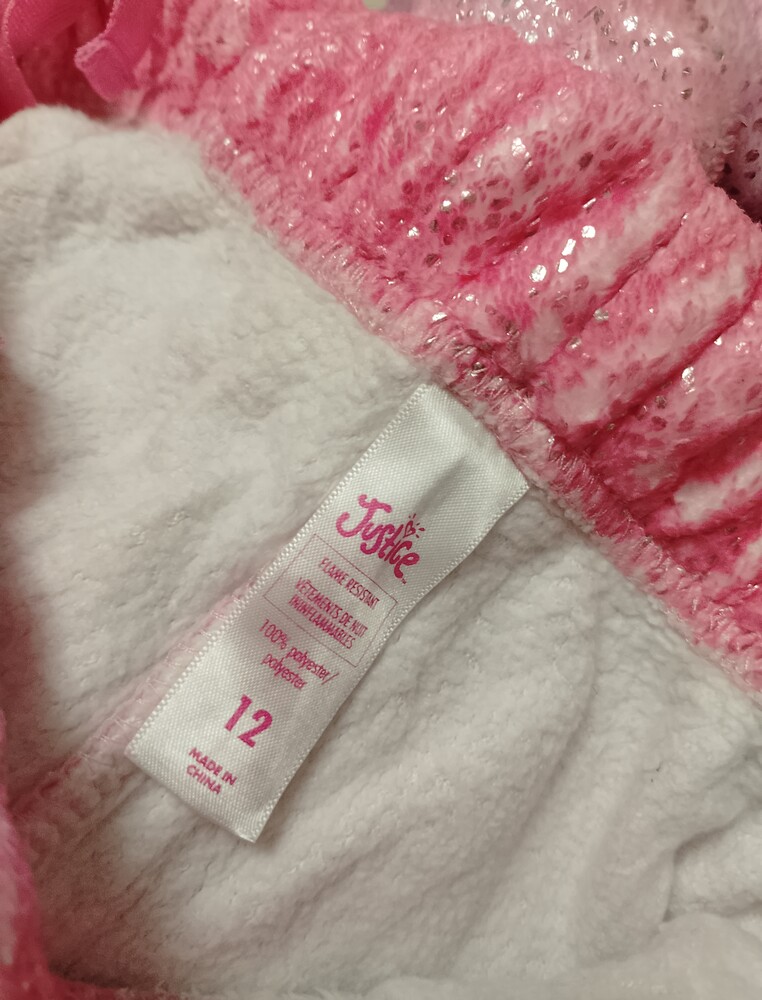 Justice
FLAME RESISTANT
VÊTEMENTS DE NUIT
ININFLAMMABLES
100% polyester/
polyester
12
MADE IN
CHINA